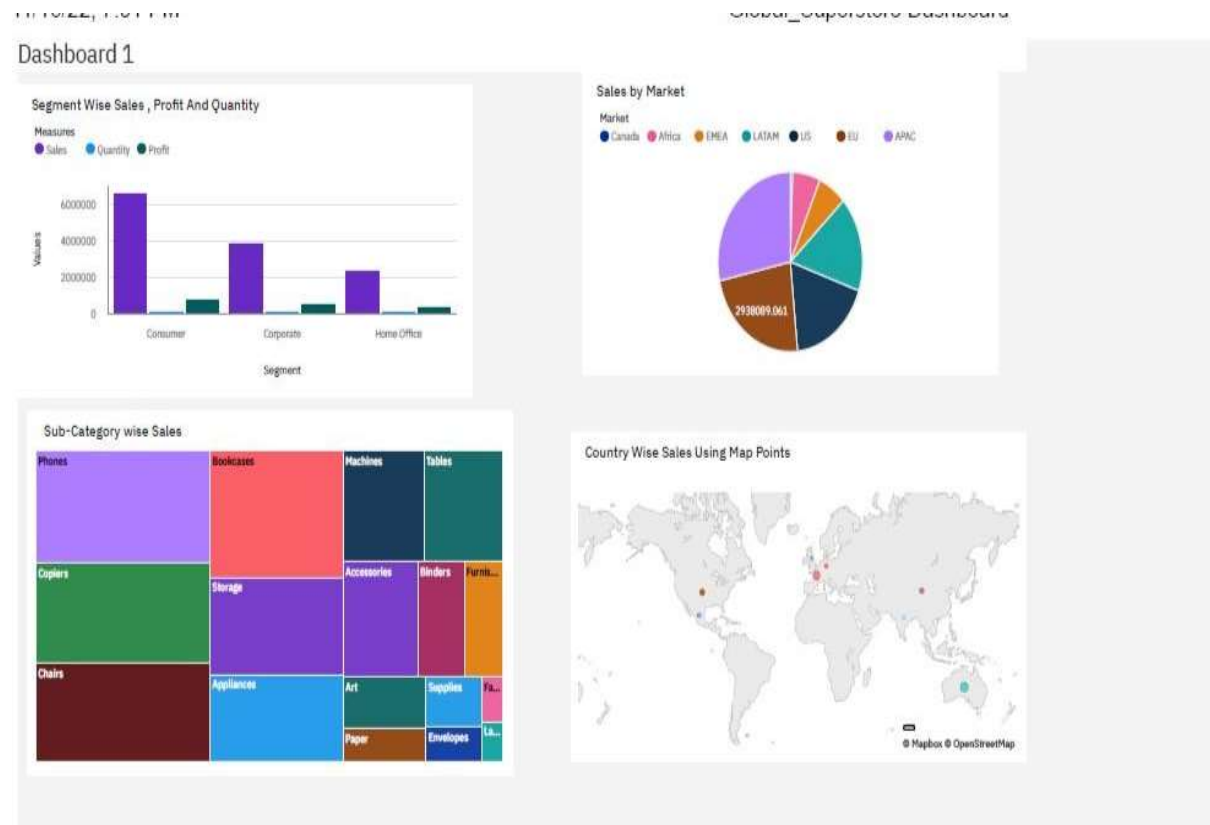 Global_Superstore Dashboard
Dashboard 1
Segment Wise Sales , Profit And Quantity
Measures
Sales Quantity Profit
6000000
4000000
2000000
0
Values
Consumer Corporate Home Office
Segment
Sales by Market
Market
Canada Africa EMEA LATAM US EU APAC
2938089.061
Sub-Category wise Sales
Phones Bookcases Machines Tables
Copiers Storage Accessories Binders Furnis...
Chairs Appliances Art Supplies Fa...
Paper Envelopes La...
Country Wise Sales Using Map Points
© Mapbox © OpenStreetMap